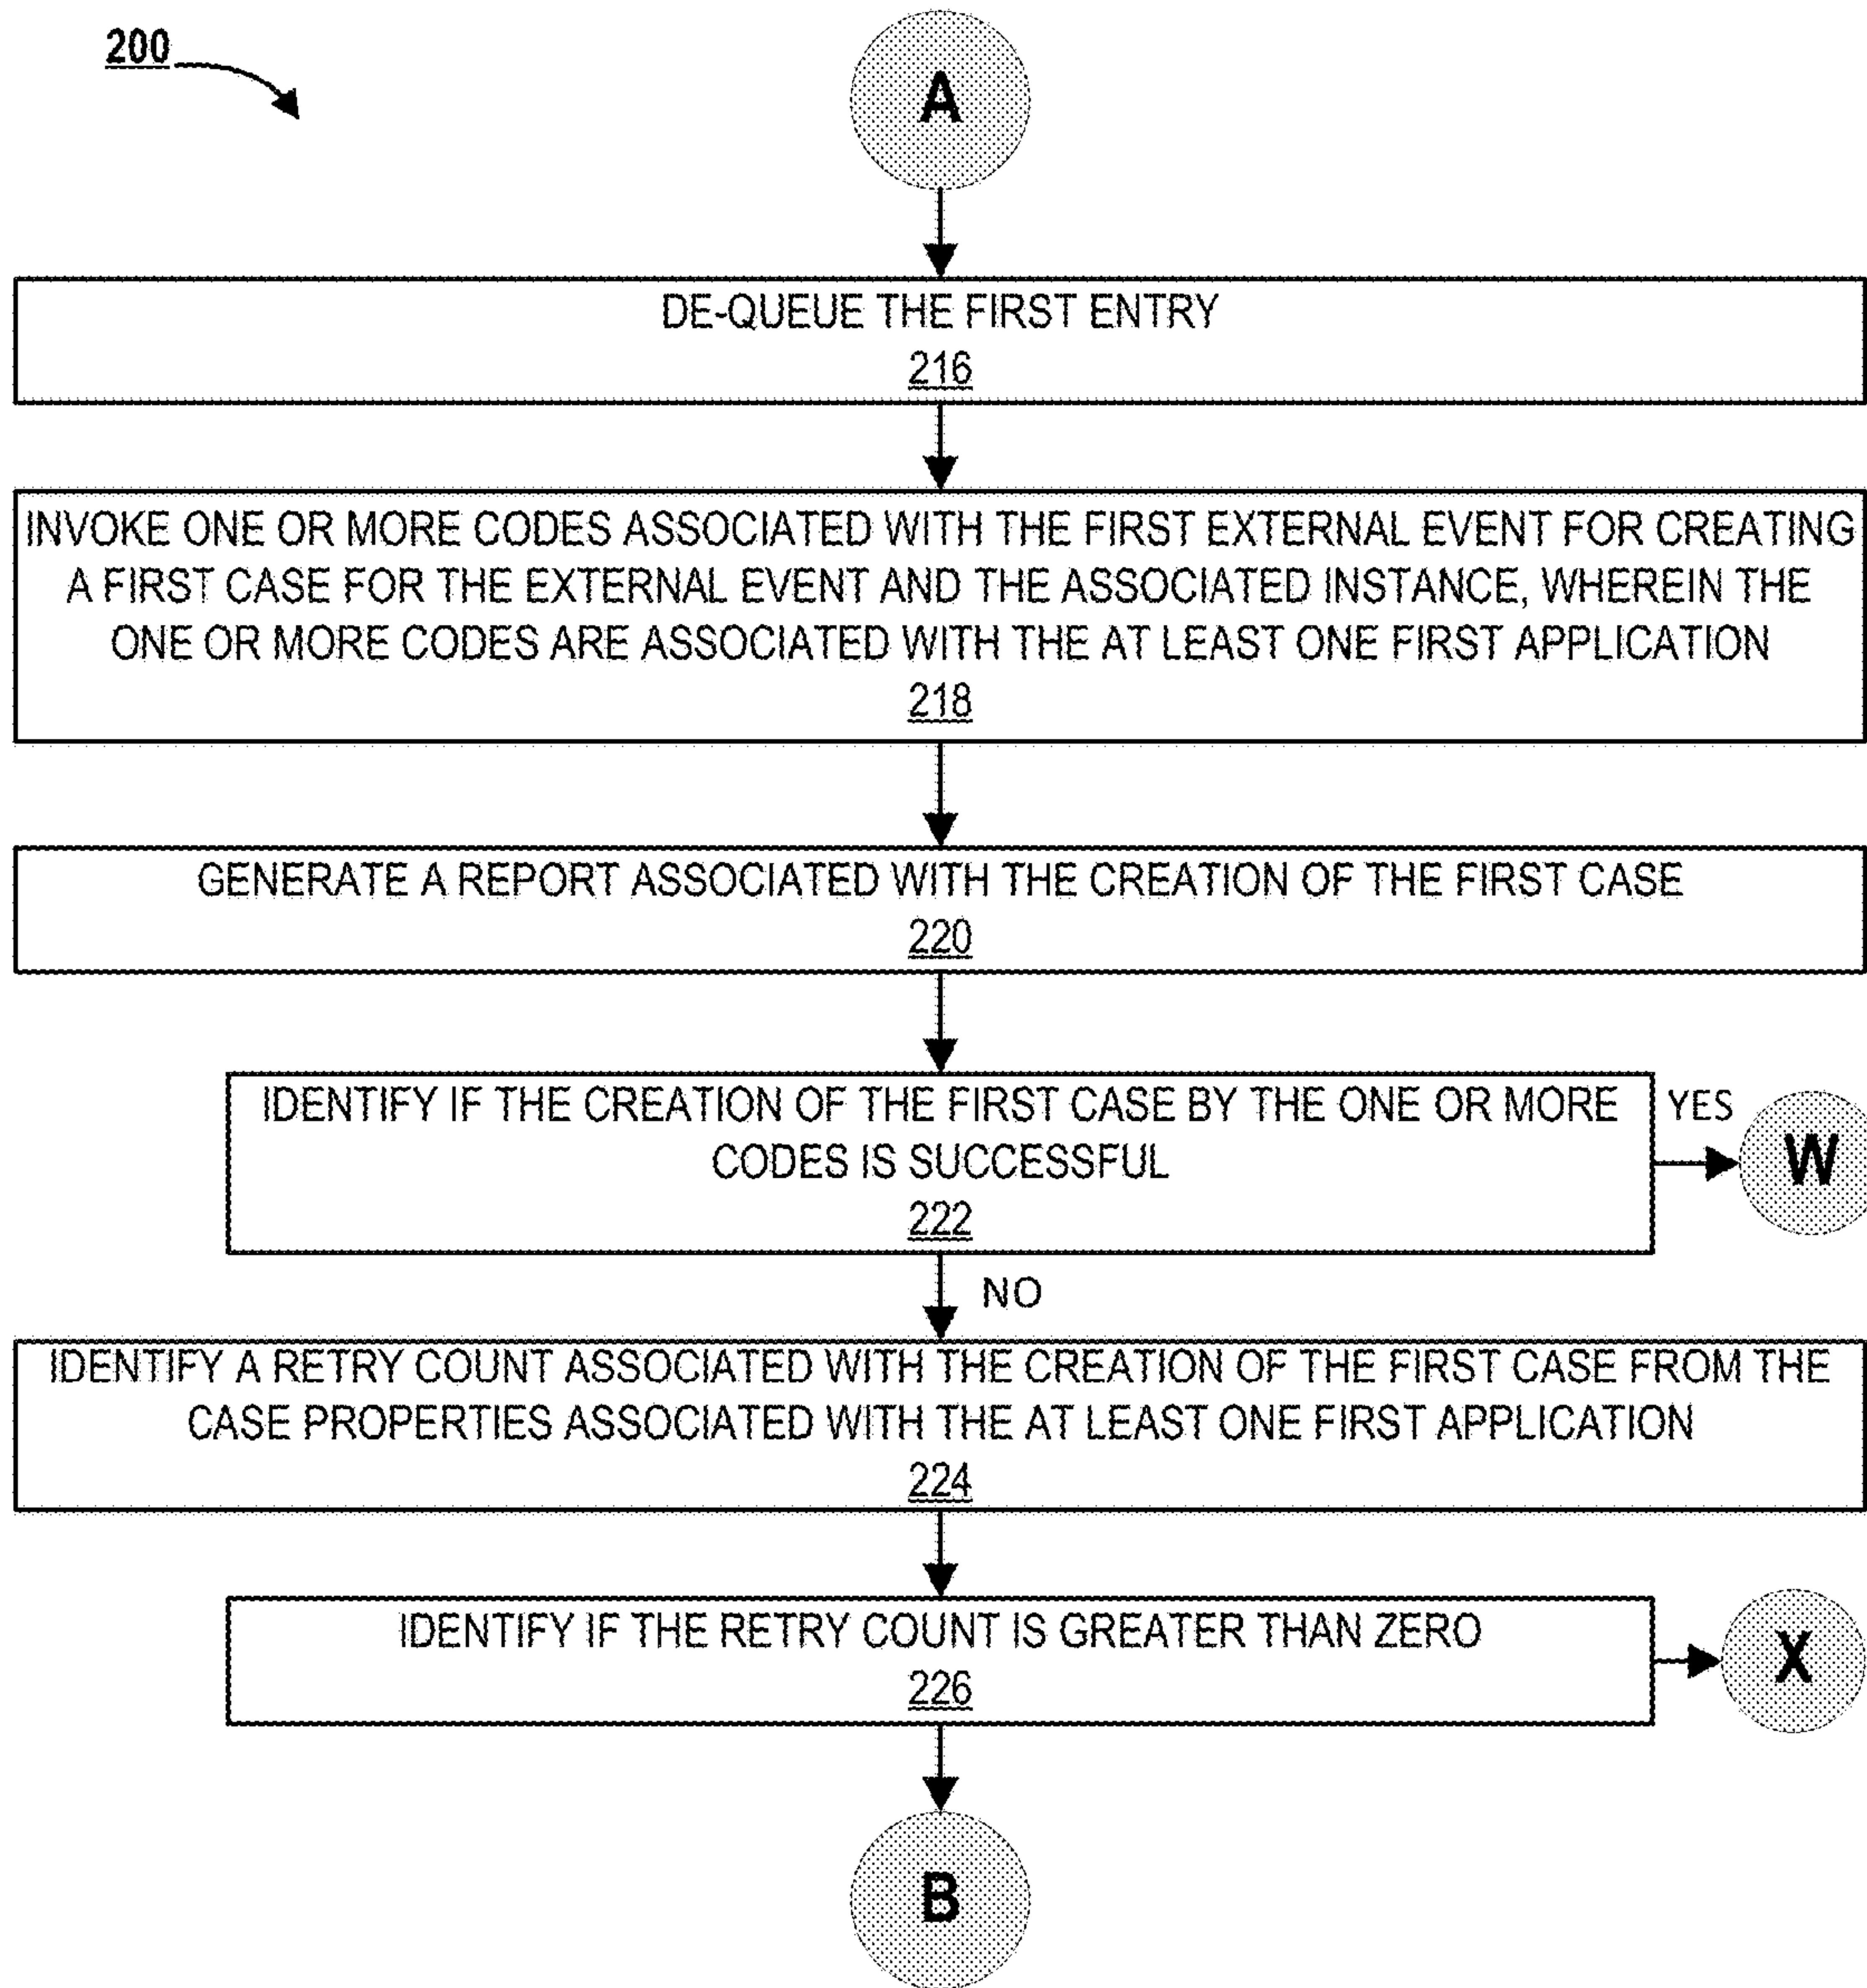 200
A
DE-QUEUE THE FIRST ENTRY
216
INVOKE ONE OR MORE CODES ASSOCIATED WITH THE FIRST EXTERNAL EVENT FOR CREATING
A FIRST CASE FOR THE EXTERNAL EVENT AND THE ASSOCIATED INSTANCE, WHEREIN THE
ONE OR MORE CODES ARE ASSOCIATED WITH THE AT LEAST ONE FIRST APPLICATION
218
GENERATE A REPORT ASSOCIATED WITH THE CREATION OF THE FIRST CASE
220
IDENTIFY IF THE CREATION OF THE FIRST CASE BY THE ONE OR MORE
CODES IS SUCCESSFUL
222
YES
W
NO
IDENTIFY A RETRY COUNT ASSOCIATED WITH THE CREATION OF THE FIRST CASE FROM THE
CASE PROPERTIES ASSOCIATED WITH THE AT LEAST ONE FIRST APPLICATION
224
IDENTIFY IF THE RETRY COUNT IS GREATER THAN ZERO
226
X
B